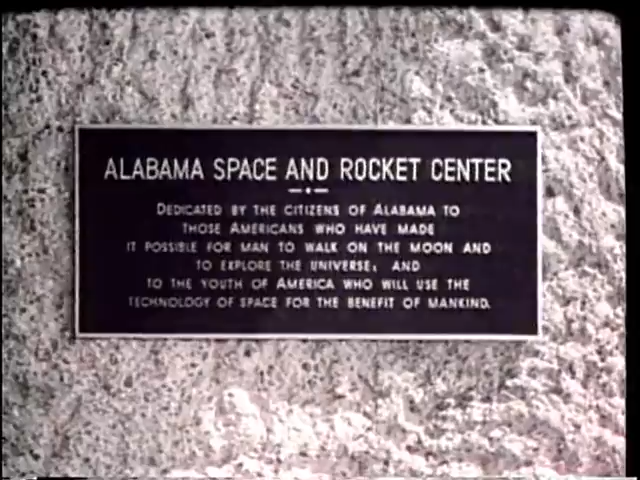 ALABAMA SPACE AND ROCKET CENTER
DEDICATED BY THE CITIZENS OF ALABAMA TO
THOSE AMERICANS WHO HAVE MADE
IT POSSIBLE FOR MAN TO WALK ON THE MOON AND
TO EXPLORE THE UNIVERSE; AND
TO THE YOUTH OF AMERICA WHO WILL USE THE
TECHNOLOGY OF SPACE FOR THE BENEFIT OF MANKIND.